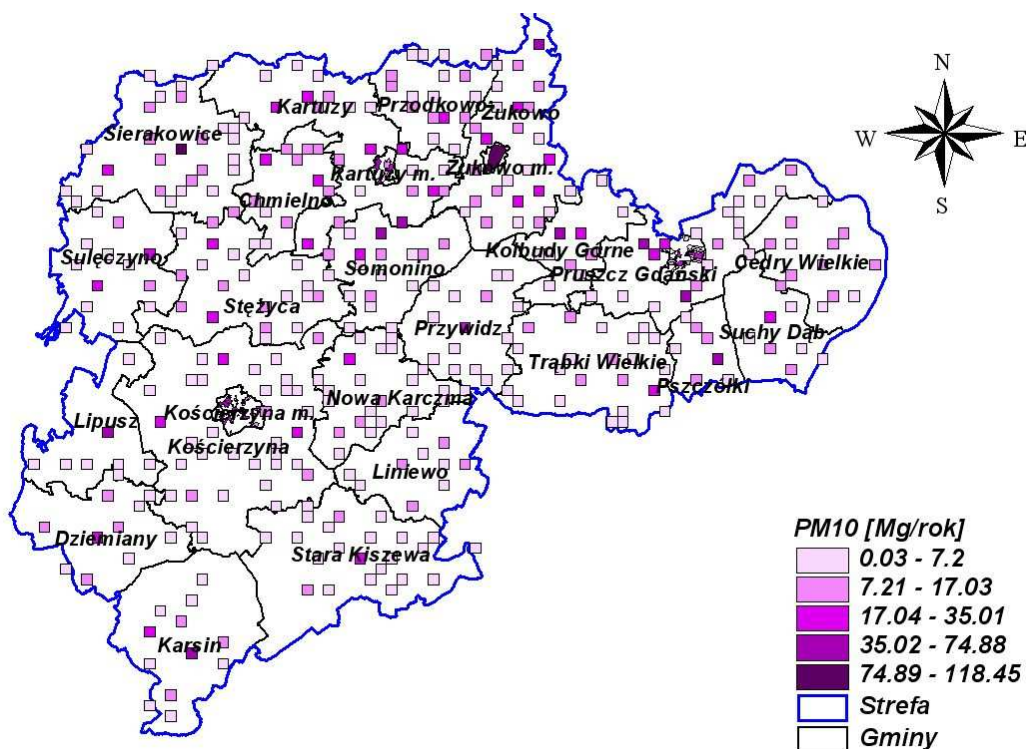 N
W
E
S
Kartuzy
Przodkowo
Żukowo
Sierakowice
Kartuzy m.
Żukowo m.
Chmielno
Sulęczyno
Somonino
Kolbudy Górne
Pruszcz Gdański
Cedry Wielkie
Stężyca
Przywidz
Suchy Dąb
Trąbki Wielkie
Pszczółki
Nowa Karczma
Lipusz
Kościerzyna m.
Kościerzyna
Liniewo
Dziemiany
Stara Kiszewa
Karsin
PM10 [Mg/rok]
0.03 - 7.2
7.21 - 17.03
17.04 - 35.01
35.02 - 74.88
74.89 - 118.45
Strefa
Gminy